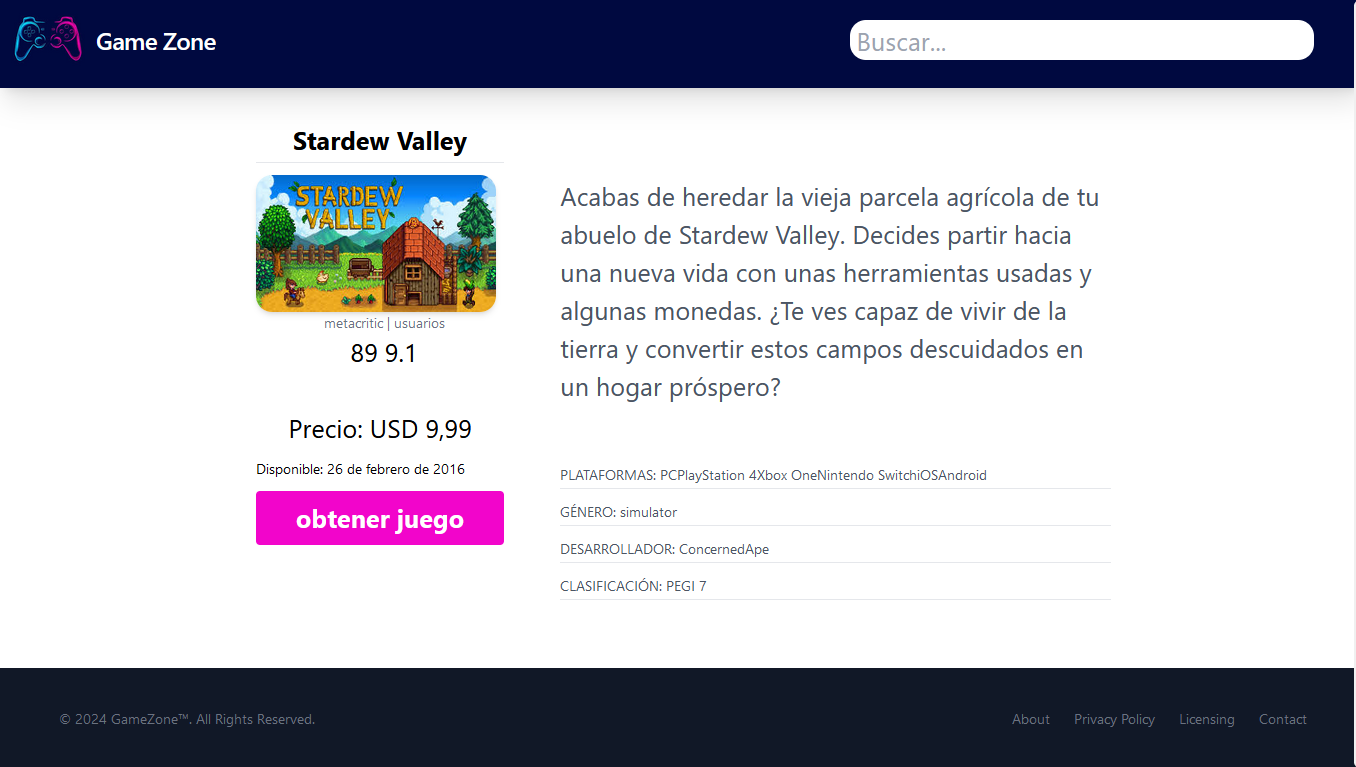 Game Zone
Buscar...
Stardew Valley
STARDEW
VALLEY
metacritic | usuarios
89 9.1
Precio: USD 9,99
Disponible: 26 de febrero de 2016
obtener juego
Acabas de heredar la vieja parcela agrícola de tu
abuelo de Stardew Valley. Decides partir hacia
una nueva vida con unas herramientas usadas y
algunas monedas. ¿Te ves capaz de vivir de la
tierra y convertir estos campos descuidados en
un hogar próspero?
PLATAFORMAS: PCPlayStation 4Xbox OneNintendo SwitchiOSAndroid
GÉNERO: simulator
DESARROLLADOR: ConcernedApe
CLASIFICACIÓN: PEGI 7
© 2024 GameZone™. All Rights Reserved.
About Privacy Policy Licensing Contact